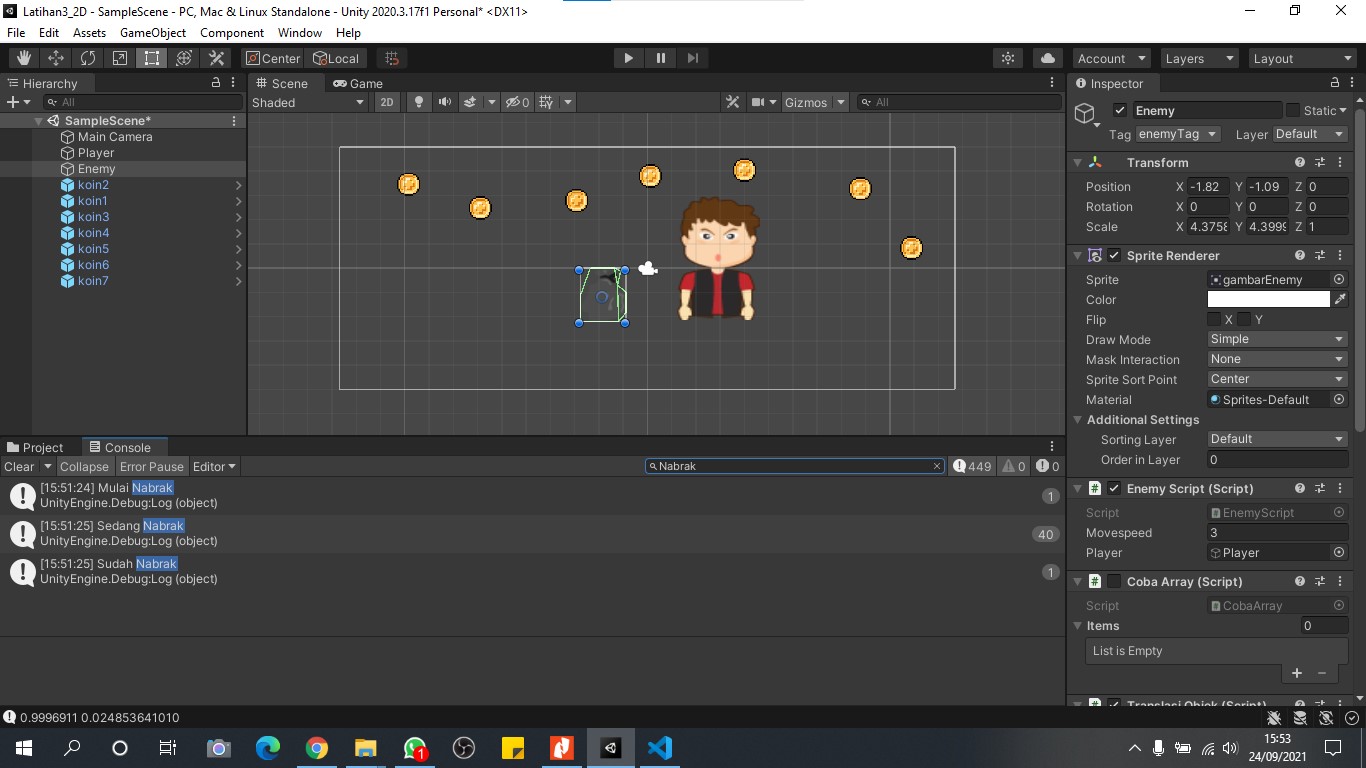 Latihan3_2D - SampleScene - PC, Mac & Linux Standalone - Unity 2020.3.17f1 Personal* <DX11>
File Edit Assets GameObject Component Window Help
Center Local Account Layers Layout
Hierarchy
All
SampleScene*
Main Camera
Player
Enemy
koin2
koin1
koin3
koin4
koin5
koin6
koin7
Scene Game
Shaded 2D 0 Gizmos All
Inspector
Enemy Static
Tag enemyTag Layer Default
Transform
Position X -1.82 Y -1.09 Z 0
Rotation X 0 Y 0 Z 0
Scale X 4.3758 Y 4.3999 Z 1
Sprite Renderer
Sprite gambarEnemy
Color
Flip X Y
Draw Mode Simple
Mask Interaction None
Sprite Sort Point Center
Material Sprites-Default
Additional Settings
Sorting Layer Default
Order in Layer 0
Enemy Script (Script)
Script EnemyScript
Movespeed 3
Player Player
Coba Array (Script)
Script CobaArray
Items 0
List is Empty
+ −
Translasi Objek (Script)
Project Console
Clear Collapse Error Pause Editor Nabrak 449 0 0
[15:51:24] Mulai Nabrak
UnityEngine.Debug:Log (object)
1
[15:51:25] Sedang Nabrak
UnityEngine.Debug:Log (object)
40
[15:51:25] Sudah Nabrak
UnityEngine.Debug:Log (object)
1
0.9996911 0.024853641010
1
15:53
24/09/2021